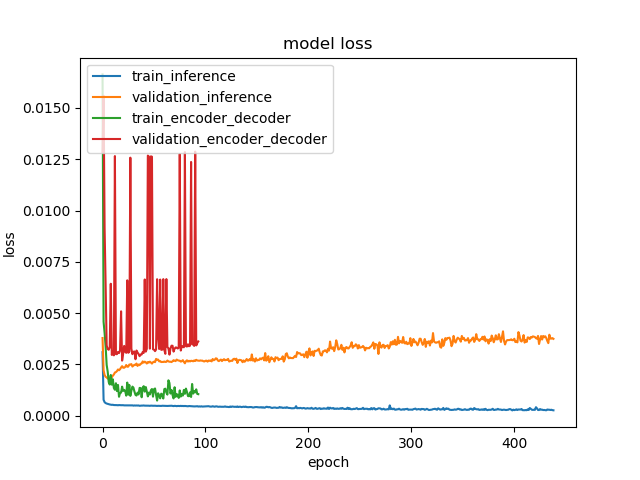 model loss
train_inference
validation_inference
train_encoder_decoder
validation_encoder_decoder
loss
0.0150
0.0125
0.0100
0.0075
0.0050
0.0025
0.0000
0 100 200 300 400
epoch